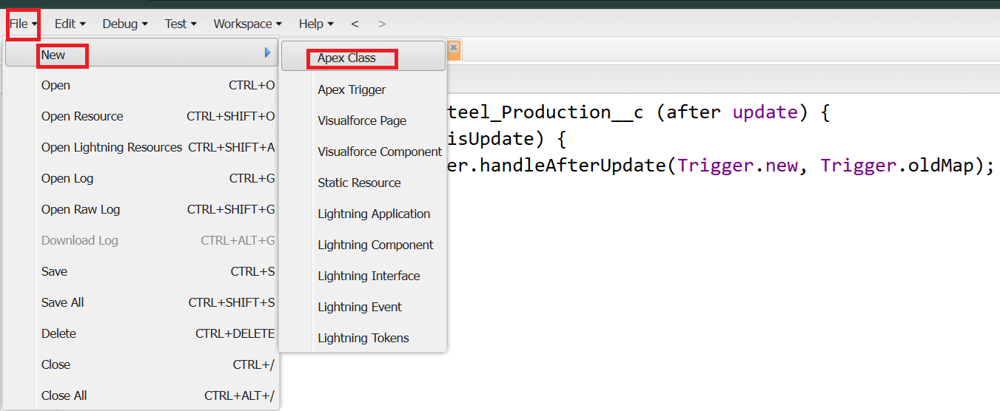 File Edit Debug Test Workspace Help < >
New
Open CTRL+O
Open Resource CTRL+SHIFT+O
Open Lightning Resources CTRL+SHIFT+A
Open Log CTRL+G
Open Raw Log CTRL+SHIFT+G
Download Log CTRL+ALT+G
Save CTRL+S
Save All CTRL+SHIFT+S
Delete CTRL+DELETE
Close CTRL+/
Close All CTRL+ALT+/
Apex Class
Apex Trigger
Visualforce Page
Visualforce Component
Static Resource
Lightning Application
Lightning Component
Lightning Interface
Lightning Event
Lightning Tokens
teel_Production__c (after update) {
isUpdate) {
er.handleAfterUpdate(Trigger.new, Trigger.oldMap);